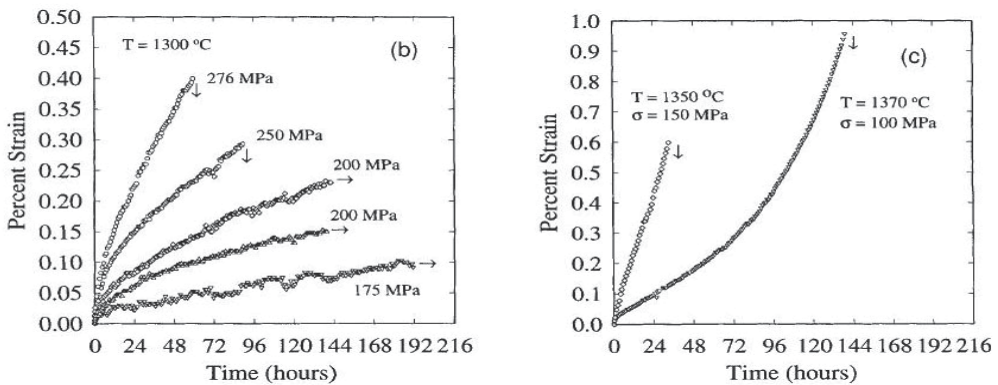 0.50
0.45
0.40
0.35
0.30
0.25
0.20
0.15
0.10
0.05
0.00
Percent Strain
T = 1300 °C
(b)
276 MPa
250 MPa
200 MPa
200 MPa
175 MPa
0 24 48 72 96 120 144 168 192 216
Time (hours)
1.0
0.9
0.8
0.7
0.6
0.5
0.4
0.3
0.2
0.1
0.0
Percent Strain
(c)
T = 1350 °C
σ = 150 MPa
T = 1370 °C
σ = 100 MPa
0 24 48 72 96 120 144 168 192 216
Time (hours)